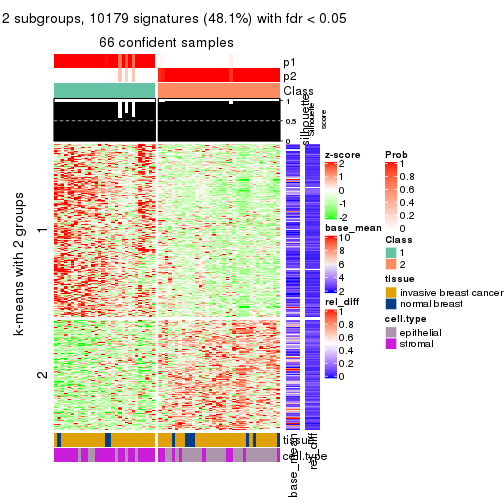 2 subgroups, 10179 signatures (48.1%) with fdr < 0.05
66 confident samples
p1
p2
Class
1
0.5
0
silhouette
score
k-means with 2 groups
1
2
tissue
cell.type
base_mean
rel_diff
z-score
2
1
0
-1
-2
base_mean
10
8
6
4
2
rel_diff
1
0.8
0.6
0.4
0.2
0
Prob
1
0.8
0.6
0.4
0.2
0
Class
1
2
tissue
invasive breast cancer
normal breast
cell.type
epithelial
stromal